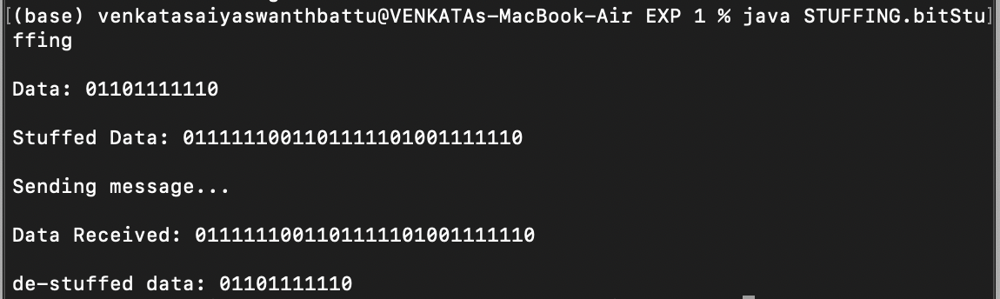 (base) venkatasaiyaswanthbattu@VENKATAs-MacBook-Air EXP 1 % java STUFFING.bitStu
ffing
Data: 01101111110
Stuffed Data: 0111111001101111101001111110
Sending message...
Data Received: 0111111001101111101001111110
de-stuffed data: 01101111110